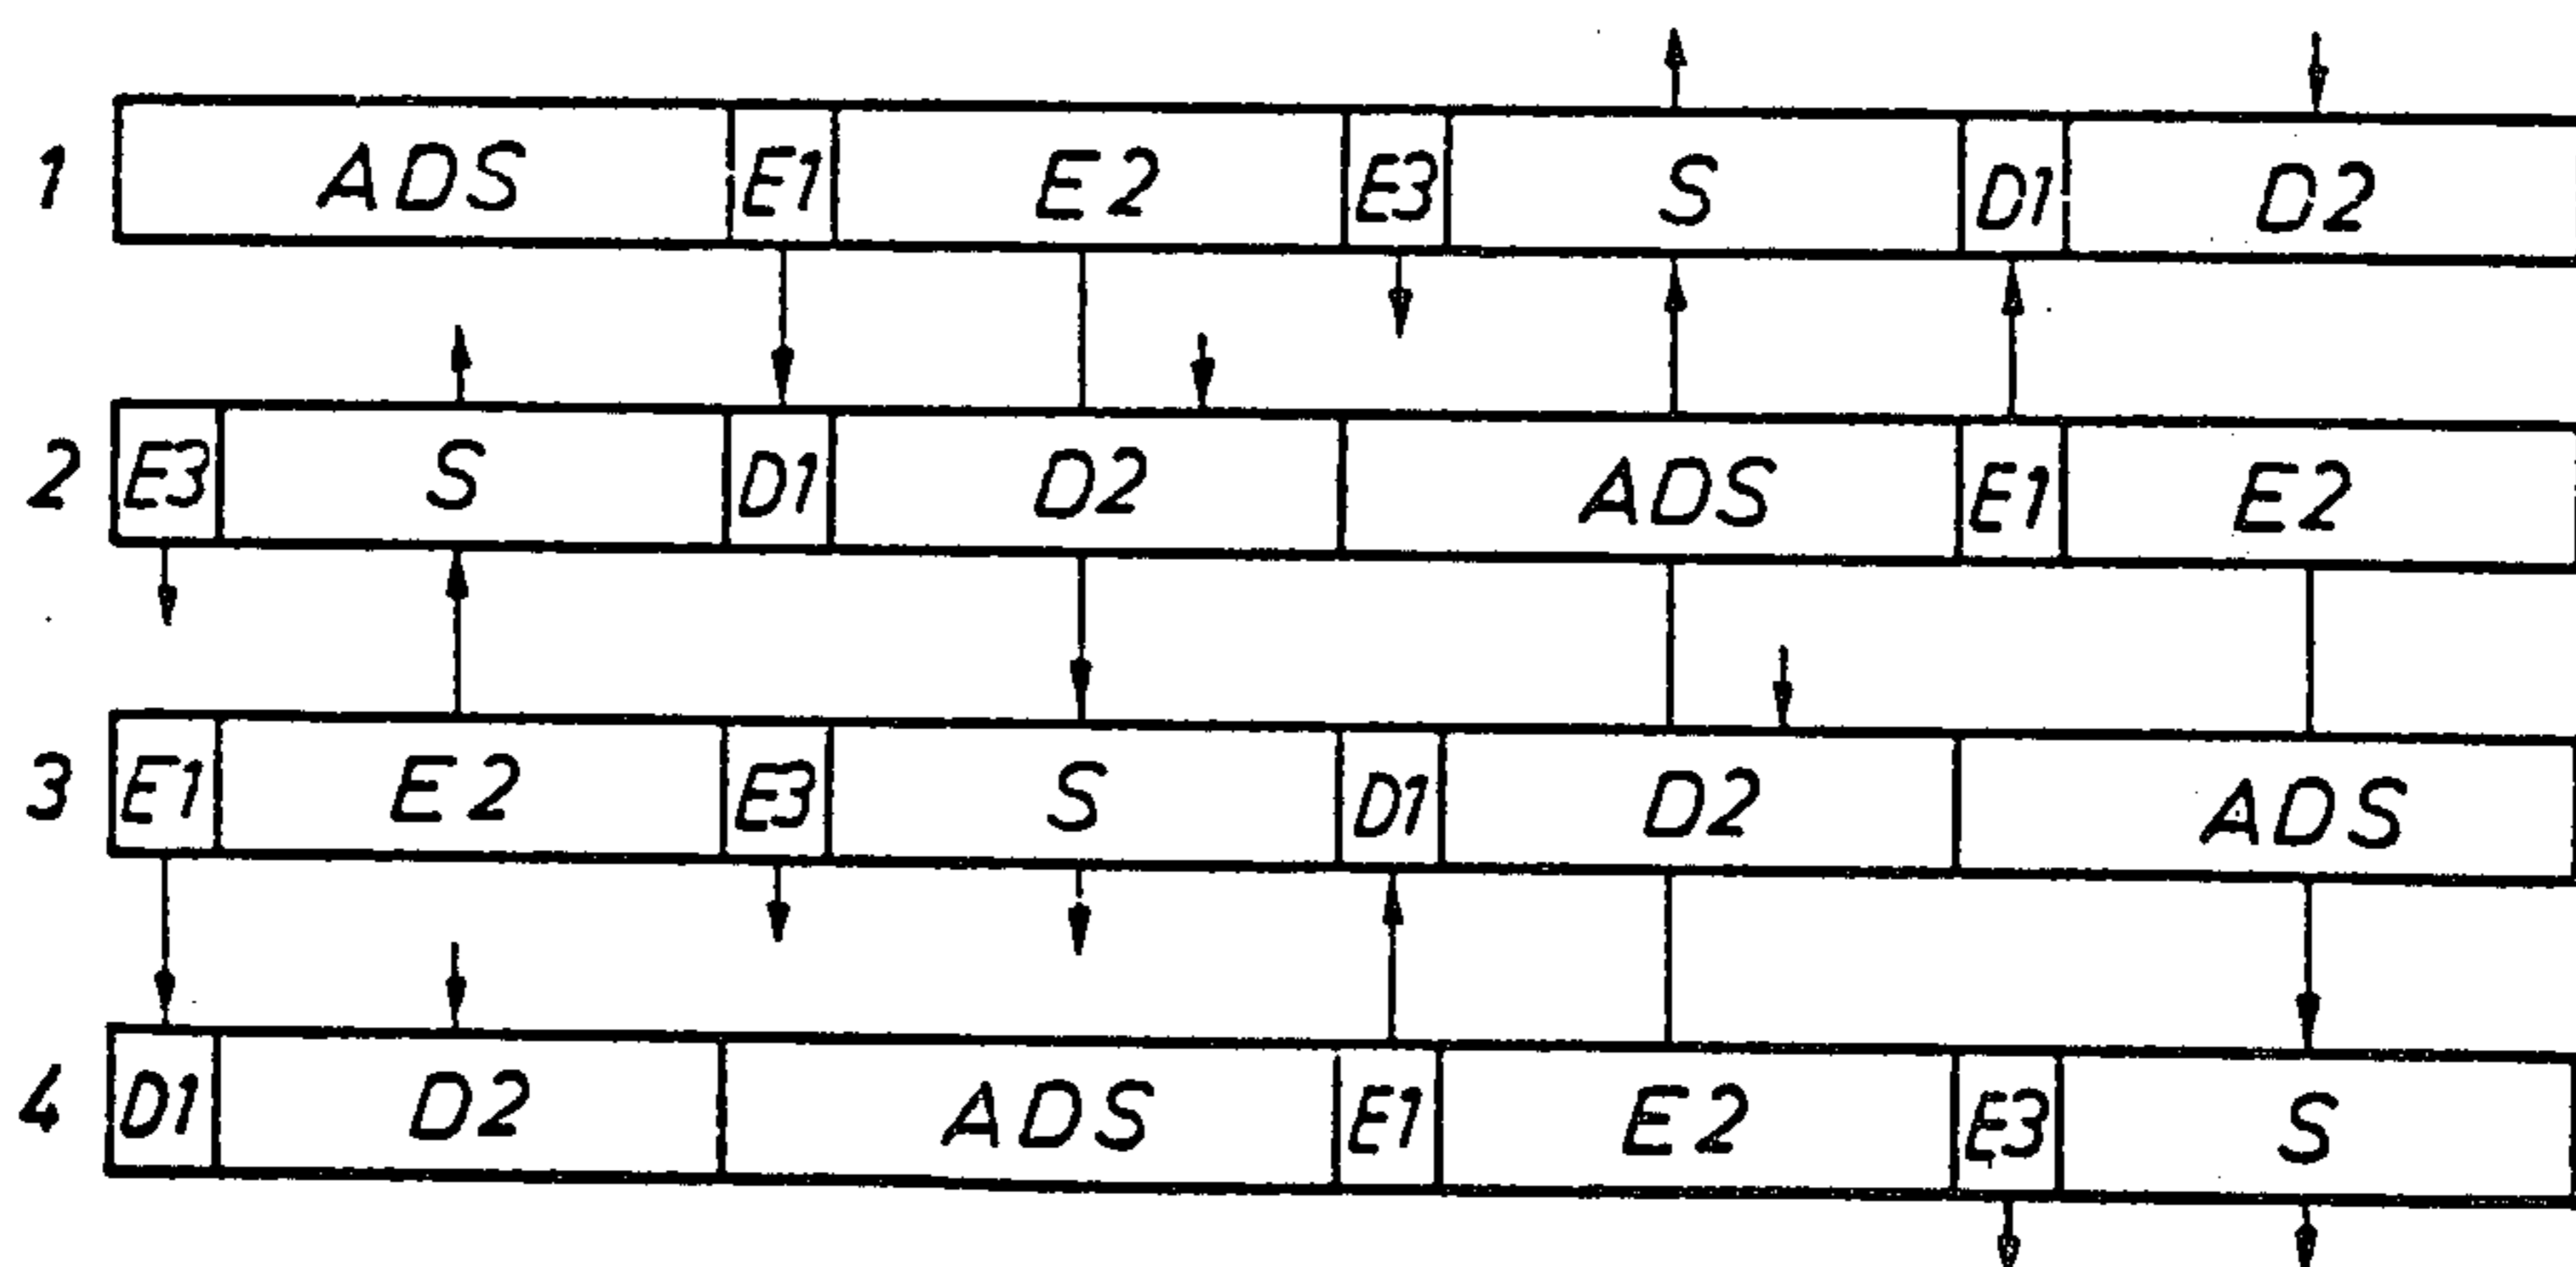 1 ADS E1 E2 E3 S D1 D2
2 E3 S D1 D2 ADS E1 E2
3 E1 E2 E3 S D1 D2 ADS
4 D1 D2 ADS E1 E2 E3 S